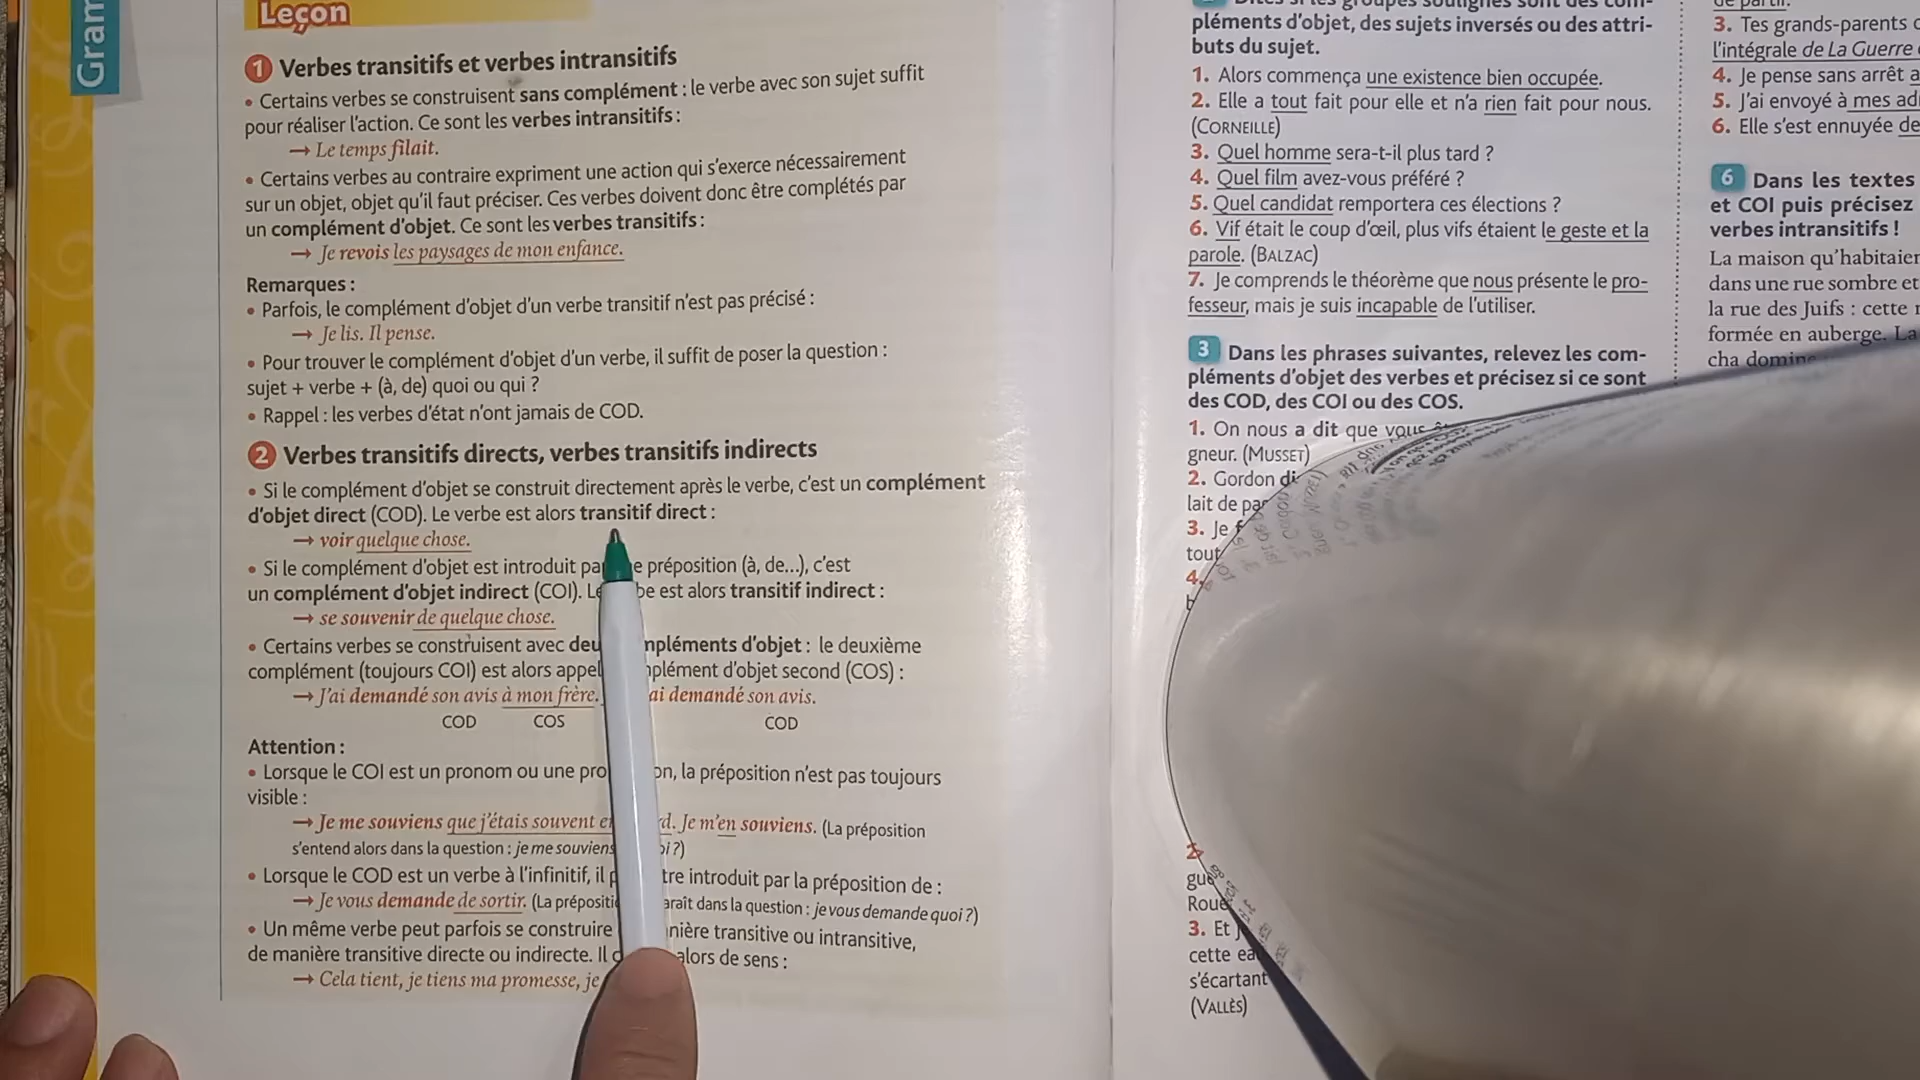 Gram
Leçon
1 Verbes transitifs et verbes intransitifs
• Certains verbes se construisent sans complément : le verbe avec son sujet suffit
pour réaliser l'action. Ce sont les verbes intransitifs :
→ Le temps filait.
• Certains verbes au contraire expriment une action qui s'exerce nécessairement
sur un objet, objet qu'il faut préciser. Ces verbes doivent donc être complétés par
un complément d'objet. Ce sont les verbes transitifs :
→ Je revois les paysages de mon enfance.
Remarques :
• Parfois, le complément d'objet d'un verbe transitif n'est pas précisé :
→ Je lis. Il pense.
• Pour trouver le complément d'objet d'un verbe, il suffit de poser la question :
sujet + verbe + (à, de) quoi ou qui ?
• Rappel : les verbes d'état n'ont jamais de COD.
2 Verbes transitifs directs, verbes transitifs indirects
• Si le complément d'objet se construit directement après le verbe, c'est un complément
d'objet direct (COD). Le verbe est alors transitif direct :
→ voir quelque chose.
• Si le complément d'objet est introduit pa e préposition (à, de...), c'est
un complément d'objet indirect (COI). Le be est alors transitif indirect :
→ se souvenir de quelque chose.
• Certains verbes se construisent avec deu mpléments d'objet : le deuxième
complément (toujours COI) est alors appel plément d'objet second (COS) :
→ J'ai demandé son avis à mon frère. ai demandé son avis.
COD COS COD
Attention :
• Lorsque le COI est un pronom ou une pro on, la préposition n'est pas toujours
visible :
→ Je me souviens que j'étais souvent e d. Je m'en souviens. (La préposition
s'entend alors dans la question : je me souviens oi ?)
• Lorsque le COD est un verbe à l'infinitif, il p tre introduit par la préposition de :
→ Je vous demande de sortir. (La prépositi araît dans la question : je vous demande quoi ?)
• Un même verbe peut parfois se construire nière transitive ou intransitive,
de manière transitive directe ou indirecte. Il c alors de sens :
→ Cela tient, je tiens ma promesse, je
pléments d'objet, des sujets inversés ou des attri-
buts du sujet.
1. Alors commença une existence bien occupée.
2. Elle a tout fait pour elle et n'a rien fait pour nous.
(CORNEILLE)
3. Quel homme sera-t-il plus tard ?
4. Quel film avez-vous préféré ?
5. Quel candidat remportera ces élections ?
6. Vif était le coup d'œil, plus vifs étaient le geste et la
parole. (BALZAC)
7. Je comprends le théorème que nous présente le pro-
fesseur, mais je suis incapable de l'utiliser.
3 Dans les phrases suivantes, relevez les com-
pléments d'objet des verbes et précisez si ce sont
des COD, des COI ou des COS.
1. On nous a dit que vous
gneur. (MUSSET)
2. Gordon di
lait de par
3. Je f
tout
4.
2.
gue
Roue
3. Et j
cette ea
s'écartant
(VALLÈS)
de partir.
3. Tes grands-parents
l'intégrale de La Guerre
4. Je pense sans arrêt a
5. J'ai envoyé à mes ad
6. Elle s'est ennuyée de
6 Dans les textes
et COI puis précisez
verbes intransitifs !
La maison qu'habitaien
dans une rue sombre et
la rue des Juifs : cette
formée en auberge. La
cha domine